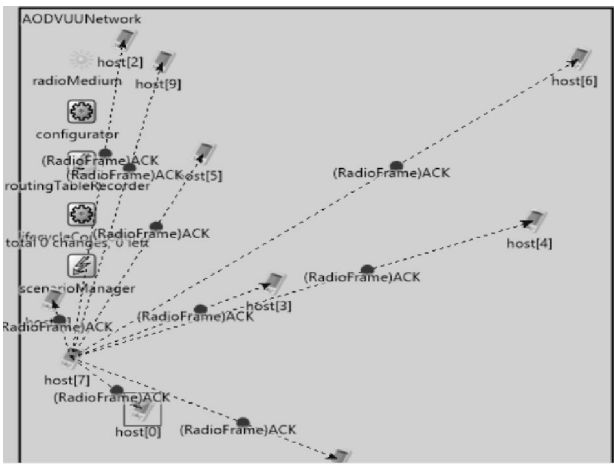 AODVUUNetwork
host[2]
radioMedium
host[9]
host[6]
configurator
(RadioFrame)ACK
(RadioFrame)ACK
host[5]
(RadioFrame)ACK
routingTableRecorder
(RadioFrame)ACK
total 0 changes, 0 left
host[4]
(RadioFrame)ACK
scenarioManager
host[3]
(RadioFrame)ACK
(RadioFrame)ACK
host[7]
(RadioFrame)ACK
host[0]
(RadioFrame)ACK